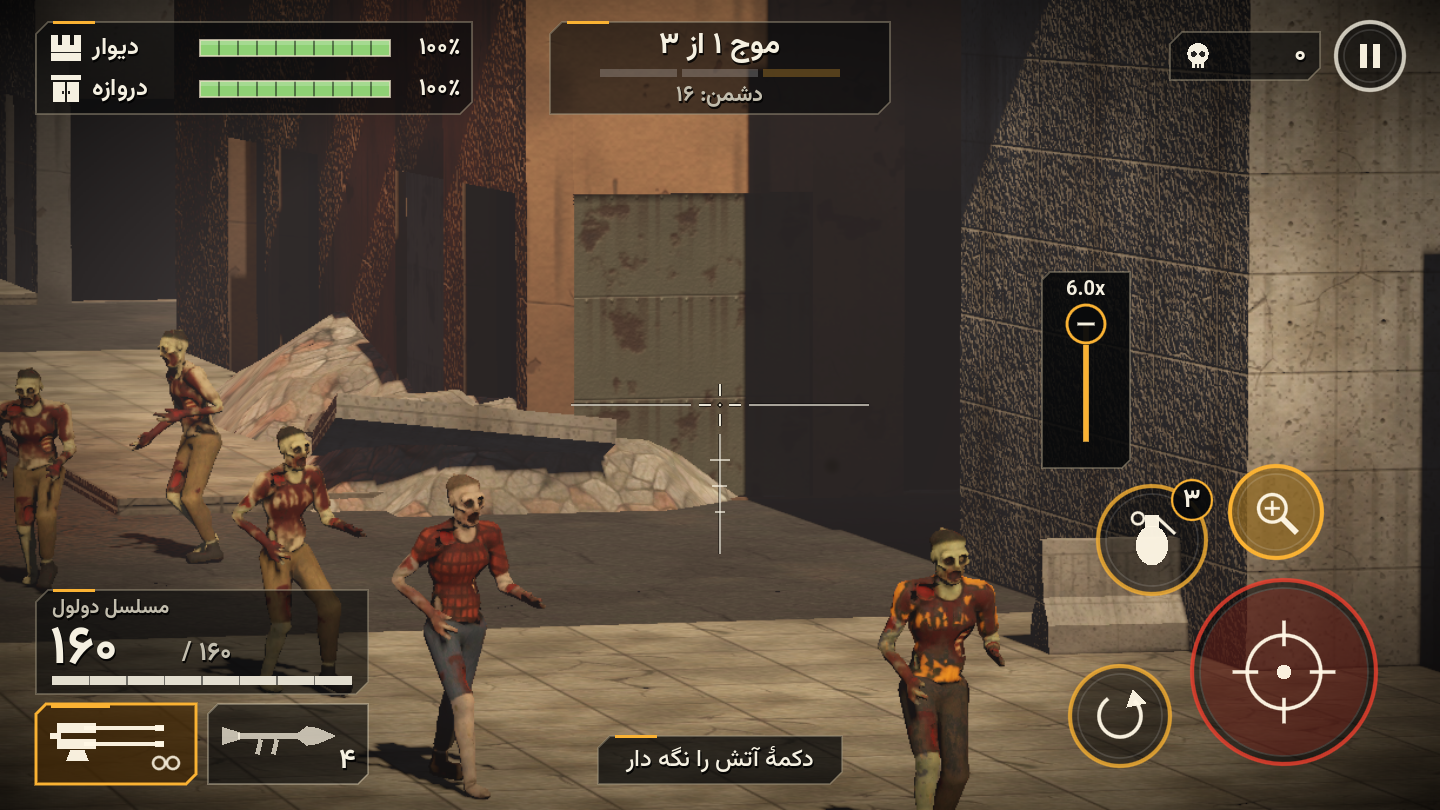 دیوار ۱۰۰٪
دروازه ۱۰۰٪
موج ۱ از ۳
دشمن: ۱۶
۰
6.0x
۳
مسلسل دولول
۱۶۰ / ۱۶۰
∞
۴
دکمهٔ آتش را نگه دار